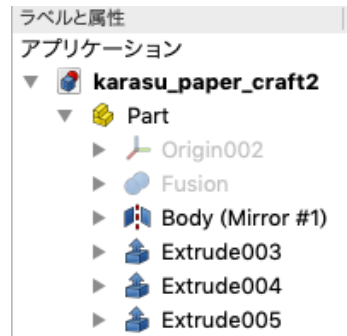 ラベルと属性
アプリケーション
karasu_paper_craft2
Part
Origin002
Fusion
Body (Mirror #1)
Extrude003
Extrude004
Extrude005